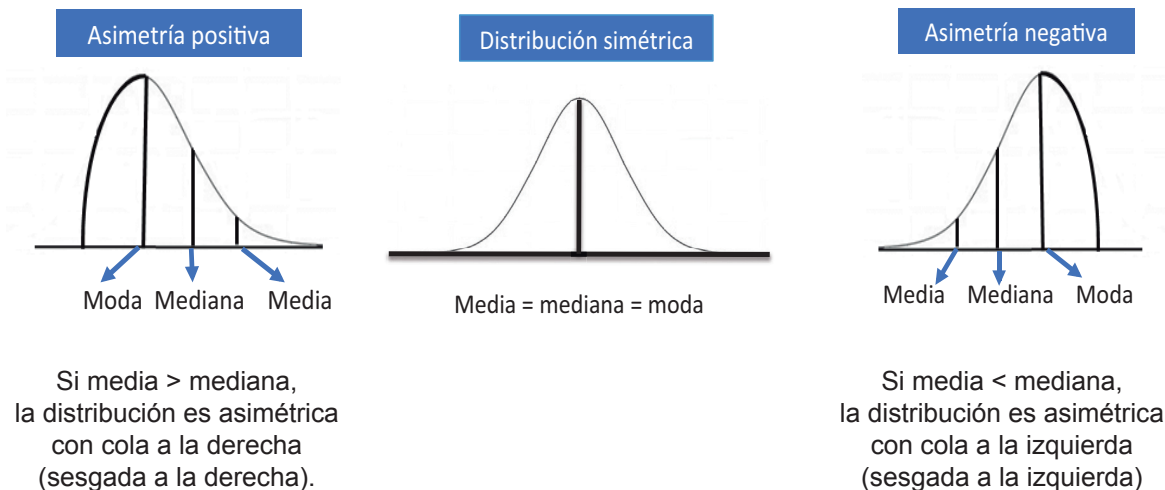 Asimetría positiva
Distribución simétrica
Asimetría negativa
Moda Mediana Media
Media = mediana = moda
Media Mediana Moda
Si media > mediana,
la distribución es asimétrica
con cola a la derecha
(sesgada a la derecha).
Si media < mediana,
la distribución es asimétrica
con cola a la izquierda
(sesgada a la izquierda)